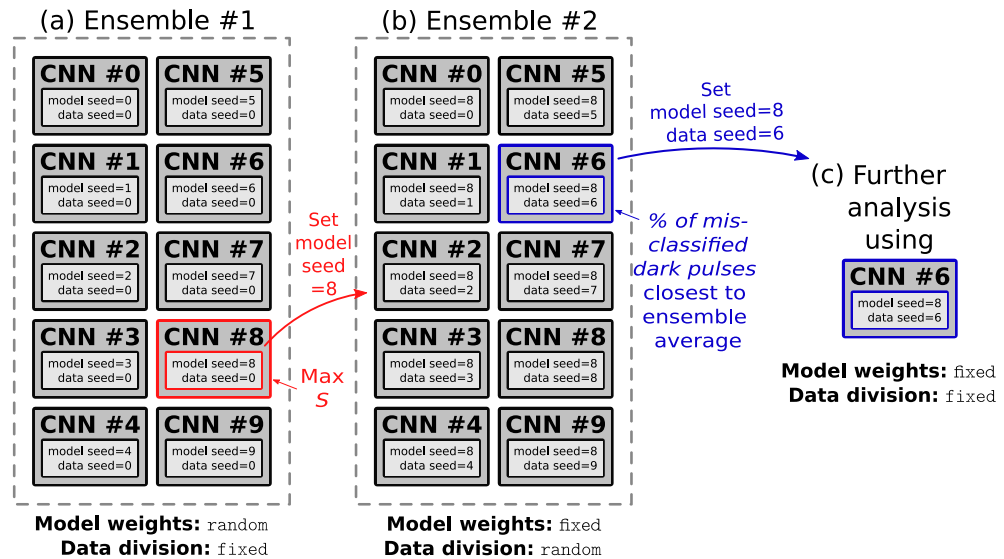 (a) Ensemble #1
CNN #0
model seed=0
data seed=0
CNN #5
model seed=5
data seed=0
CNN #1
model seed=1
data seed=0
CNN #6
model seed=6
data seed=0
CNN #2
model seed=2
data seed=0
CNN #7
model seed=7
data seed=0
CNN #3
model seed=3
data seed=0
CNN #8
model seed=8
data seed=0
CNN #4
model seed=4
data seed=0
CNN #9
model seed=9
data seed=0
Model weights: random
Data division: fixed
Max
S
Set
model
seed
=8
(b) Ensemble #2
CNN #0
model seed=8
data seed=0
CNN #5
model seed=8
data seed=5
CNN #1
model seed=8
data seed=1
CNN #6
model seed=8
data seed=6
CNN #2
model seed=8
data seed=2
CNN #7
model seed=8
data seed=7
CNN #3
model seed=8
data seed=3
CNN #8
model seed=8
data seed=8
CNN #4
model seed=8
data seed=4
CNN #9
model seed=8
data seed=9
Model weights: fixed
Data division: random
Set
model seed=8
data seed=6
% of mis-
classified
dark pulses
closest to
ensemble
average
(c) Further
analysis
using
CNN #6
model seed=8
data seed=6
Model weights: fixed
Data division: fixed